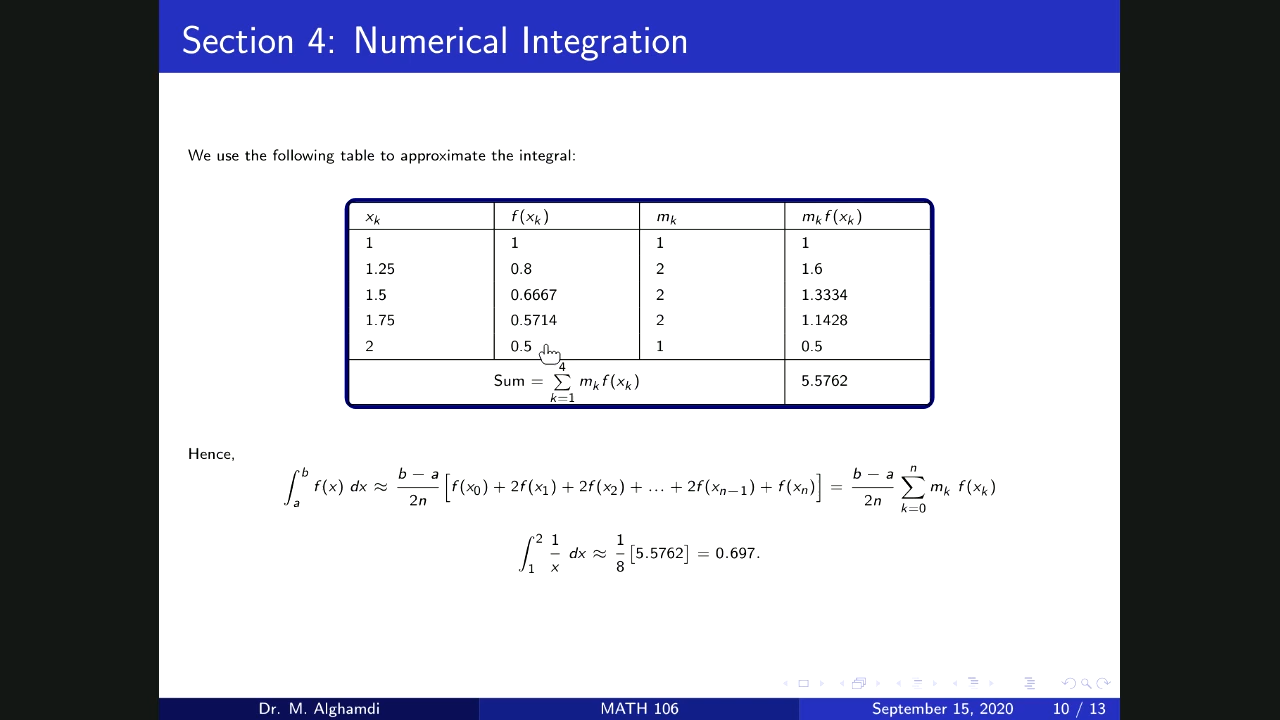 Section 4: Numerical Integration
We use the following table to approximate the integral:
x_k f(x_k) m_k m_k f(x_k)
1 1 1 1
1.25 0.8 2 1.6
1.5 0.6667 2 1.3334
1.75 0.5714 2 1.1428
2 0.5 1 0.5
Sum = ∑_{k=1}^{4} m_k f(x_k) 5.5762
Hence,
∫_a^b f(x) dx ≈ \frac{b − a}{2n} [f(x_0) + 2f(x_1) + 2f(x_2) + ... + 2f(x_{n−1}) + f(x_n)] = \frac{b − a}{2n} ∑_{k=0}^{n} m_k f(x_k)
∫_1^2 \frac{1}{x} dx ≈ \frac{1}{8} [5.5762] = 0.697.
Dr. M. Alghamdi MATH 106 September 15, 2020 10 / 13